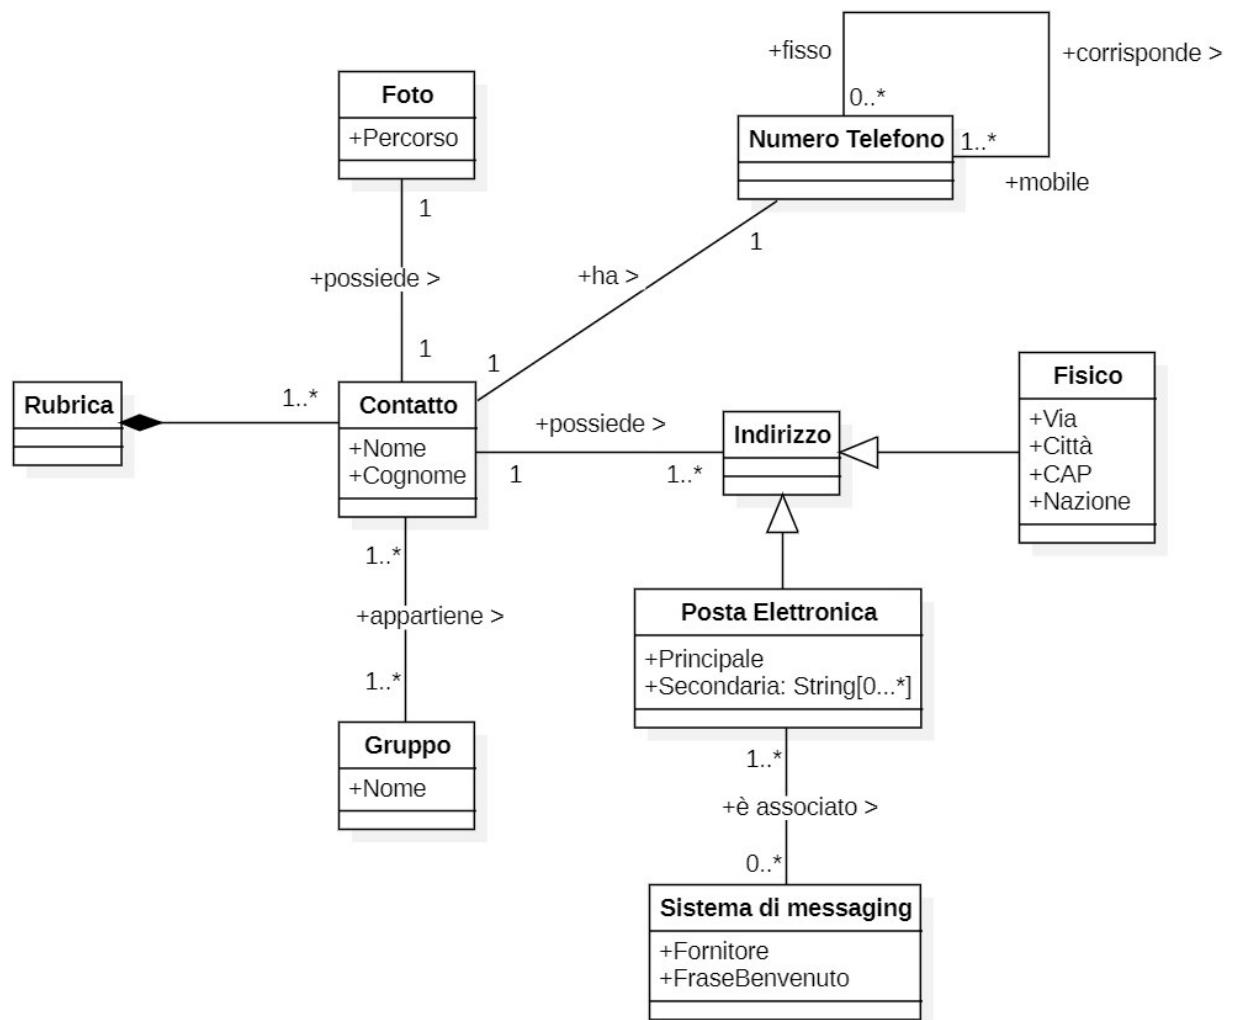 +fisso
+corrisponde >
0..*
Foto
+Percorso
Numero Telefono
1..*
+mobile
1
1
+possiede >
+ha >
1
1
Rubrica
1..*
Contatto
+Nome
+Cognome
+possiede >
1
1..*
Indirizzo
Fisico
+Via
+Città
+CAP
+Nazione
1..*
+appartiene >
1..*
Posta Elettronica
+Principale
+Secondaria: String[0...*]
Gruppo
+Nome
1..*
+è associato >
0..*
Sistema di messaging
+Fornitore
+FraseBenvenuto